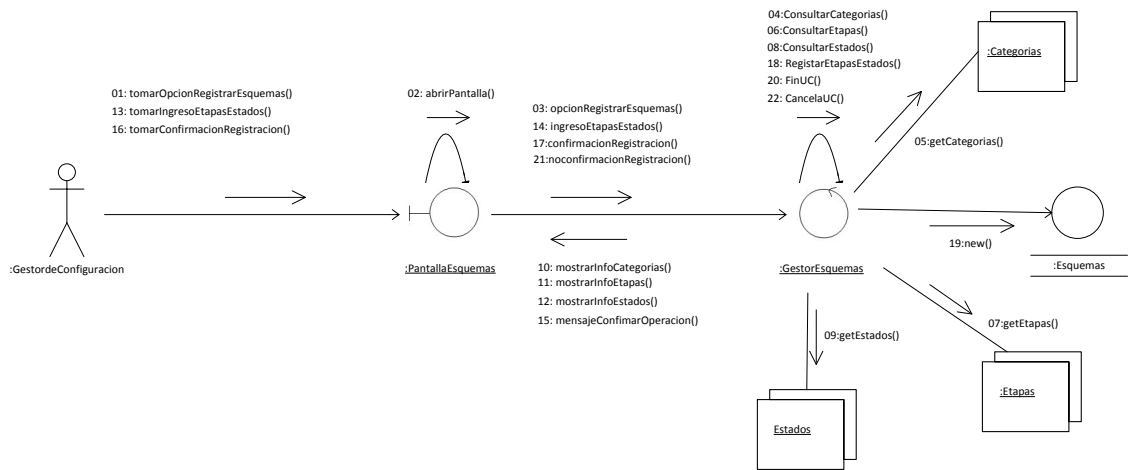 04:ConsultarCategorias()
06:ConsultarEtapas()
08:ConsultarEstados()
18: RegistarEtapasEstados()
20: FinUC()
22: CancelaUC()
:Categorias
01: tomarOpcionRegistrarEsquemas()
13: tomarIngresoEtapasEstados()
16: tomarConfirmacionRegistracion()
02: abrirPantalla()
03: opcionRegistrarEsquemas()
14: ingresoEtapasEstados()
17:confirmacionRegistracion()
21:noconfirmacionRegistracion()
05:getCategorias()
19:new()
:GestordeConfiguracion
:PantallaEsquemas
10: mostrarInfoCategorias()
11: mostrarInfoEtapas()
12: mostrarInfoEstados()
15: mensajeConfimarOperacion()
:GestorEsquemas
:Esquemas
09:getEstados()
07:getEtapas()
:Etapas
Estados